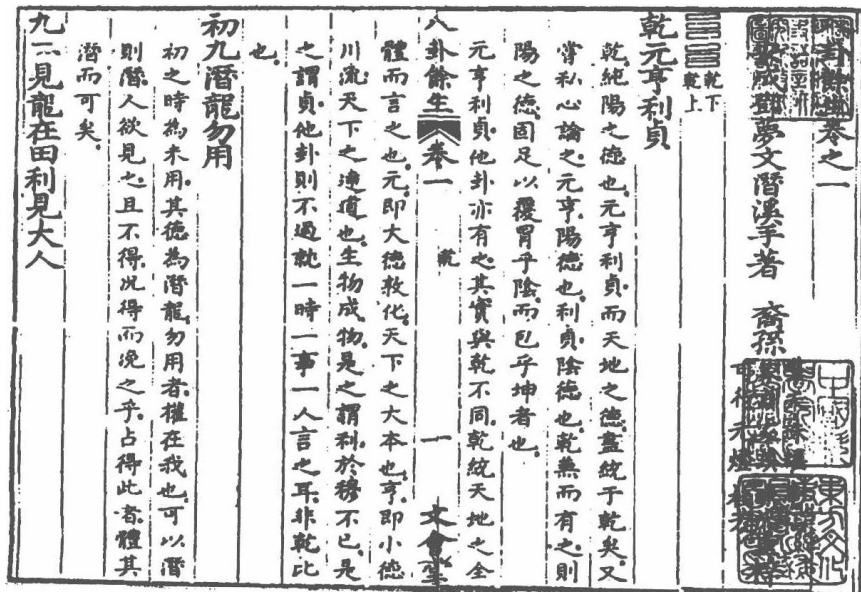 八卦餘生卷之一
成鄧夢文潛溪手著 裔孫
乾下
乾上
乾元亨利貞
乾純陽之德也。元亨利貞。而天地之德。盡統于乾矣。又
嘗私心論之。元亨。陽德也。利貞。陰德也。乾兼而有之。則
陽之德。固足以覆冒乎陰。而包乎坤者也。
元亨利貞。他卦亦有之。其實與乾不同。乾統天地之全
八卦餘生 卷一 乾 一 文會堂
體而言之也。元。即大德敦化。天下之大本也。亨。即小德
川流。天下之達道也。生物成物。是之謂利。於穆不已。是
之謂貞。他卦則不過就一時一事一人言之耳。非乾比
也。
初九潛龍勿用
初之時為未用。其德為潛龍。勿用者。權在我也。可以潛
則潛。人欲見也。且不得。況得而浼之乎。占得此者。體其
潛而可矣。
九二見龍在田利見大人